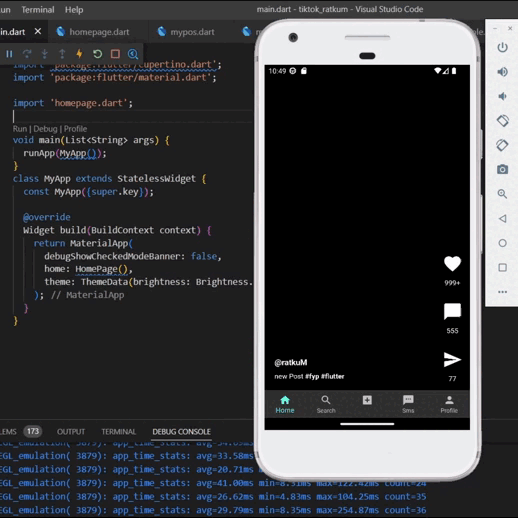 un Terminal Help
main.dart - tiktok_ratkum - Visual Studio Code
in.dart homepage.dart mypos.dart
import 'package:flutter/cupertino.dart';
import 'package:flutter/material.dart';
import 'homepage.dart';
Run | Debug | Profile
void main(List<String> args) {
runApp(MyApp());
}
class MyApp extends StatelessWidget {
const MyApp({super.key});
@override
Widget build(BuildContext context) {
return MaterialApp(
debugShowCheckedModeBanner: false,
home: HomePage(),
theme: ThemeData(brightness: Brightness.
); // MaterialApp
}
}
10:49
999+
555
77
@ratkuM
new Post #fyp #flutter
Home Search Sms Profile
LEMS 173 OUTPUT TERMINAL DEBUG CONSOLE
EGL_emulation( 3879): app_time_stats: avg=34.69ms
EGL_emulation( 3879): app_time_stats: avg=33.58ms
EGL_emulation( 3879): app_time_stats: avg=20.71ms
EGL_emulation( 3879): app_time_stats: avg=41.00ms min=8.31ms max=122.42ms count=24
EGL_emulation( 3879): app_time_stats: avg=26.62ms min=4.83ms max=104.25ms count=35
EGL_emulation( 3879): app_time_stats: avg=29.79ms min=8.35ms max=254.87ms count=36